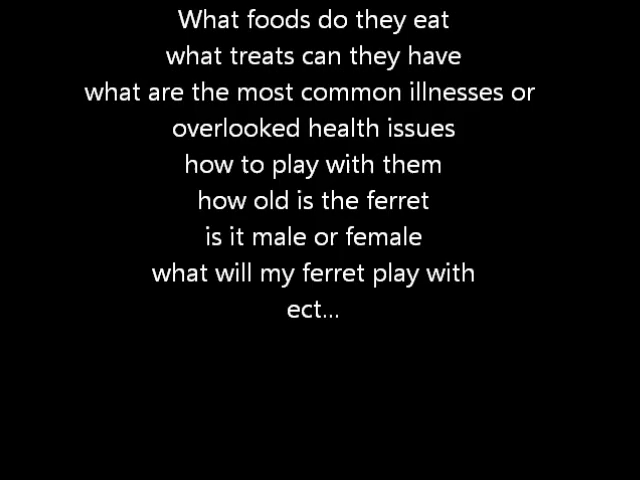 What foods do they eat
what treats can they have
what are the most common illnesses or
overlooked health issues
how to play with them
how old is the ferret
is it male or female
what will my ferret play with
ect...